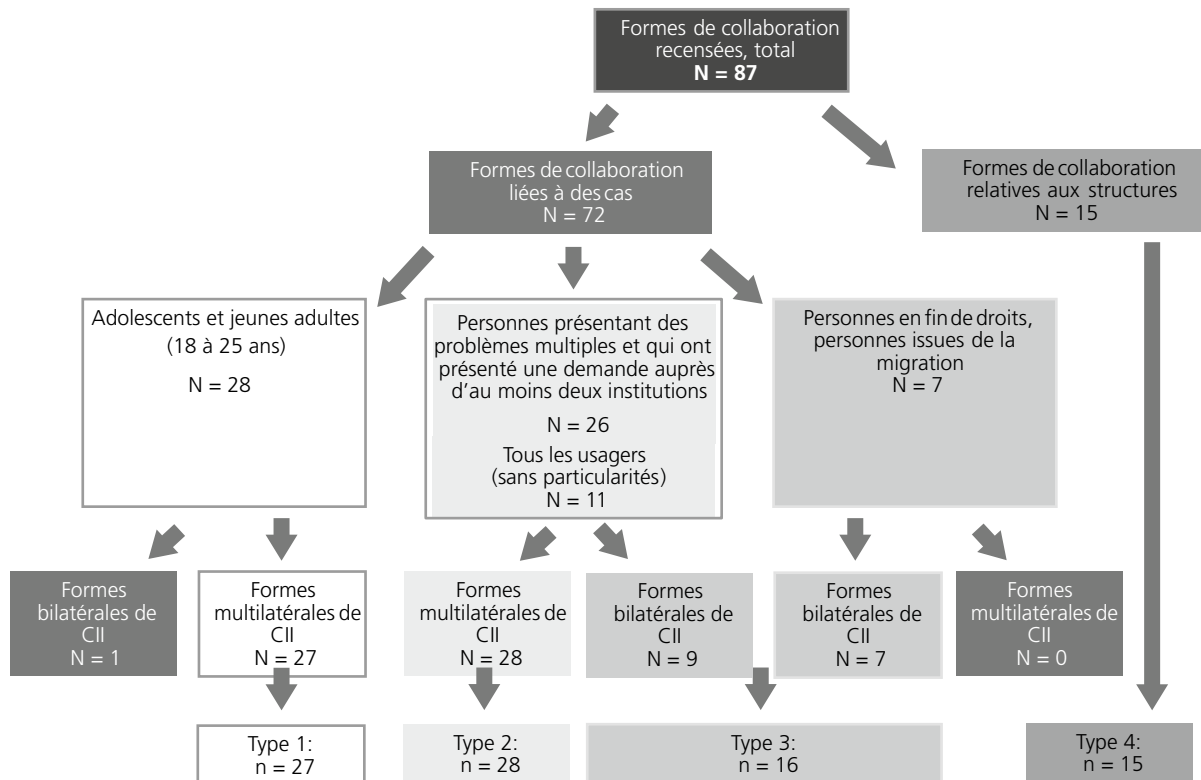 Formes de collaboration
recensées, total
N = 87
Formes de collaboration
liées à des cas
N = 72
Formes de collaboration
relatives aux structures
N = 15
Adolescents et jeunes adultes
(18 à 25 ans)
N = 28
Personnes présentant des
problèmes multiples et qui ont
présenté une demande auprès
d’au moins deux institutions
N = 26
Tous les usagers
(sans particularités)
N = 11
Personnes en fin de droits,
personnes issues de la
migration
N = 7
Formes
bilatérales de
CII
N = 1
Formes
multilatérales de
CII
N = 27
Formes
multilatérales de
CII
N = 28
Formes
bilatérales de
CII
N = 9
Formes
bilatérales de
CII
N = 7
Formes
multilatérales de
CII
N = 0
Type 1:
n = 27
Type 2:
n = 28
Type 3:
n = 16
Type 4:
n = 15